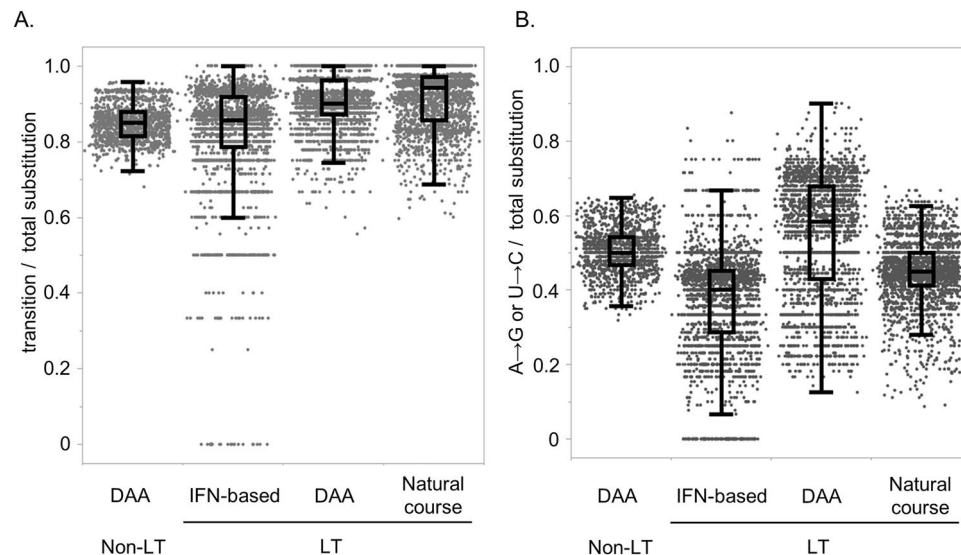 A.
transition / total substitution
1.0
0.8
0.6
0.4
0.2
0
DAA
IFN-based
DAA
Natural
course
Non-LT
LT
B.
A→G or U→C / total substitution
1.0
0.8
0.6
0.4
0.2
0
DAA
IFN-based
DAA
Natural
course
Non-LT
LT